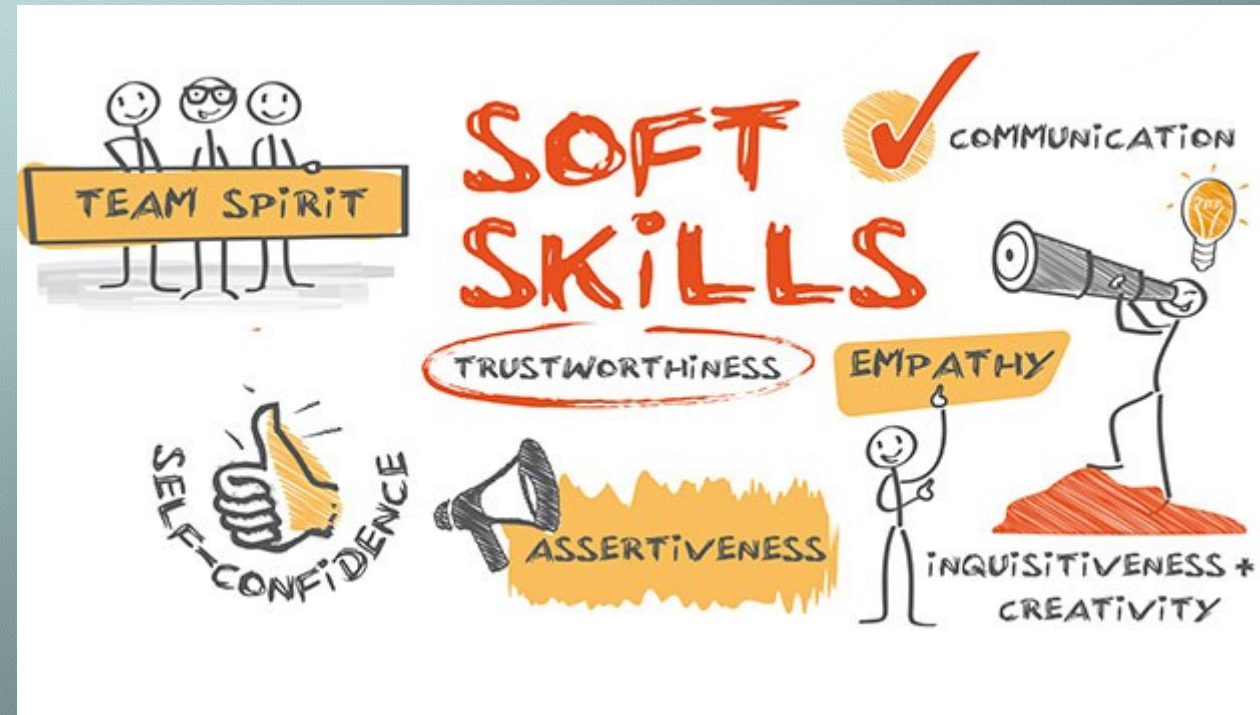 TEAM SPiRiT
SOFT
SKiLLS
COMMUNiCATiON
TRUSTWORTHiNESS
EMPATHY
SELF-CONFiDENCE
ASSERTiVENESS
iNQUiSiTiVENESS +
CREATiViTY